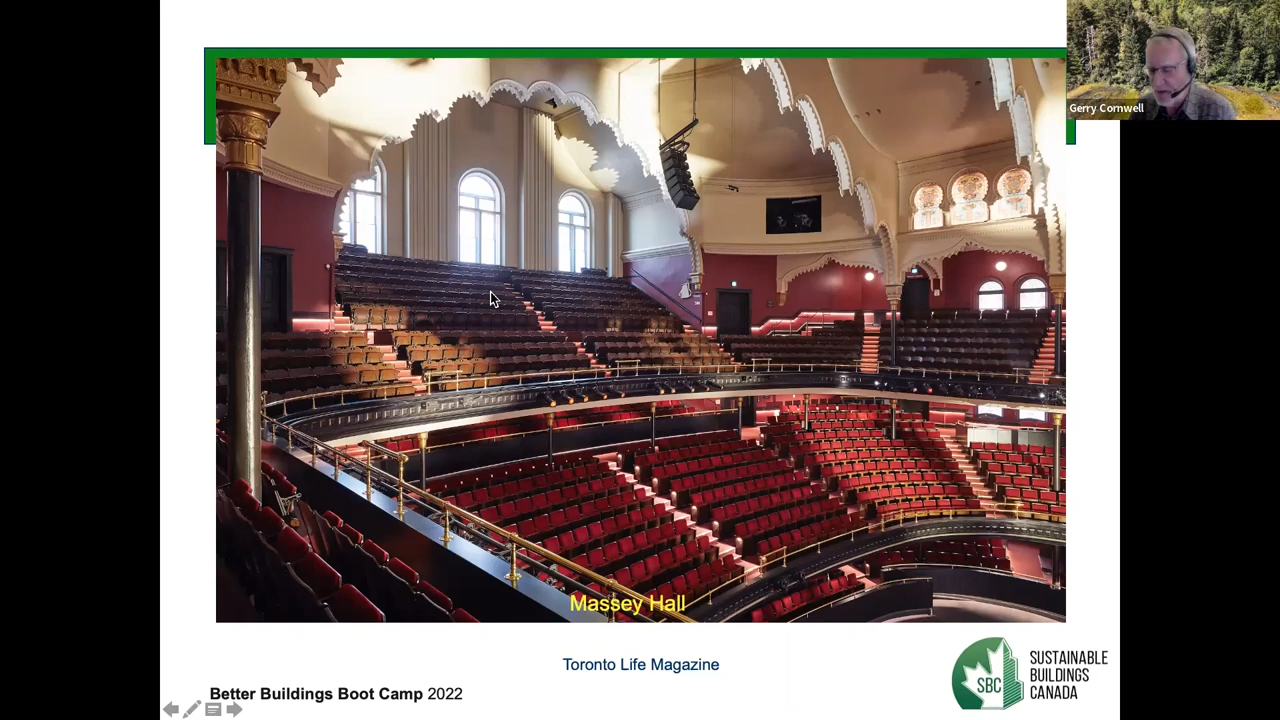 Gerry Cornwell
Massey Hall
Toronto Life Magazine
Better Buildings Boot Camp 2022
SBC
SUSTAINABLE
BUILDINGS
CANADA